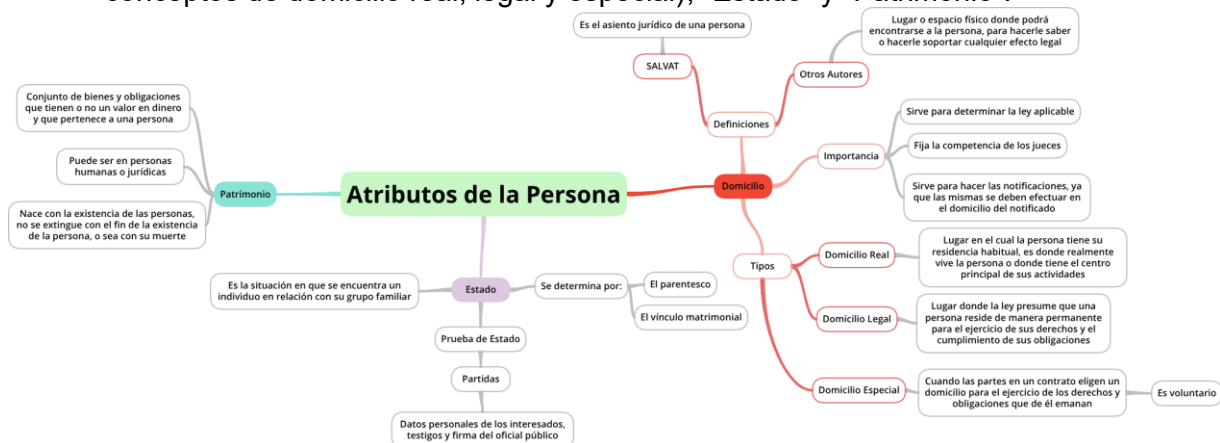 conceptos de domicilio real, legal y especial), "Estado" y "Patrimonio".
Es el asiento jurídico de una persona
SALVAT
Lugar o espacio físico donde podrá
encontrarse a la persona, para hacerle saber
o hacerle soportar cualquier efecto legal
Otros Autores
Definiciones
Conjunto de bienes y obligaciones
que tienen o no un valor en dinero
y que pertenece a una persona
Puede ser en personas
humanas o jurídicas
Nace con la existencia de las personas,
no se extingue con el fin de la existencia
de la persona, o sea con su muerte
Patrimonio
Atributos de la Persona
Domicilio
Importancia
Sirve para determinar la ley aplicable
Fija la competencia de los jueces
Sirve para hacer las notificaciones, ya
que las mismas se deben efectuar en
el domicilio del notificado
Tipos
Domicilio Real
Lugar en el cual la persona tiene su
residencia habitual, es donde realmente
vive la persona o donde tiene el centro
principal de sus actividades
Domicilio Legal
Lugar donde la ley presume que una
persona reside de manera permanente
para el ejercicio de sus derechos y el
cumplimiento de sus obligaciones
Domicilio Especial
Cuando las partes en un contrato eligen un
domicilio para el ejercicio de los derechos y
obligaciones que de él emanan
Es voluntario
Es la situación en que se encuentra un
individuo en relación con su grupo familiar
Estado
Se determina por:
El parentesco
El vínculo matrimonial
Prueba de Estado
Partidas
Datos personales de los interesados,
testigos y firma del oficial público